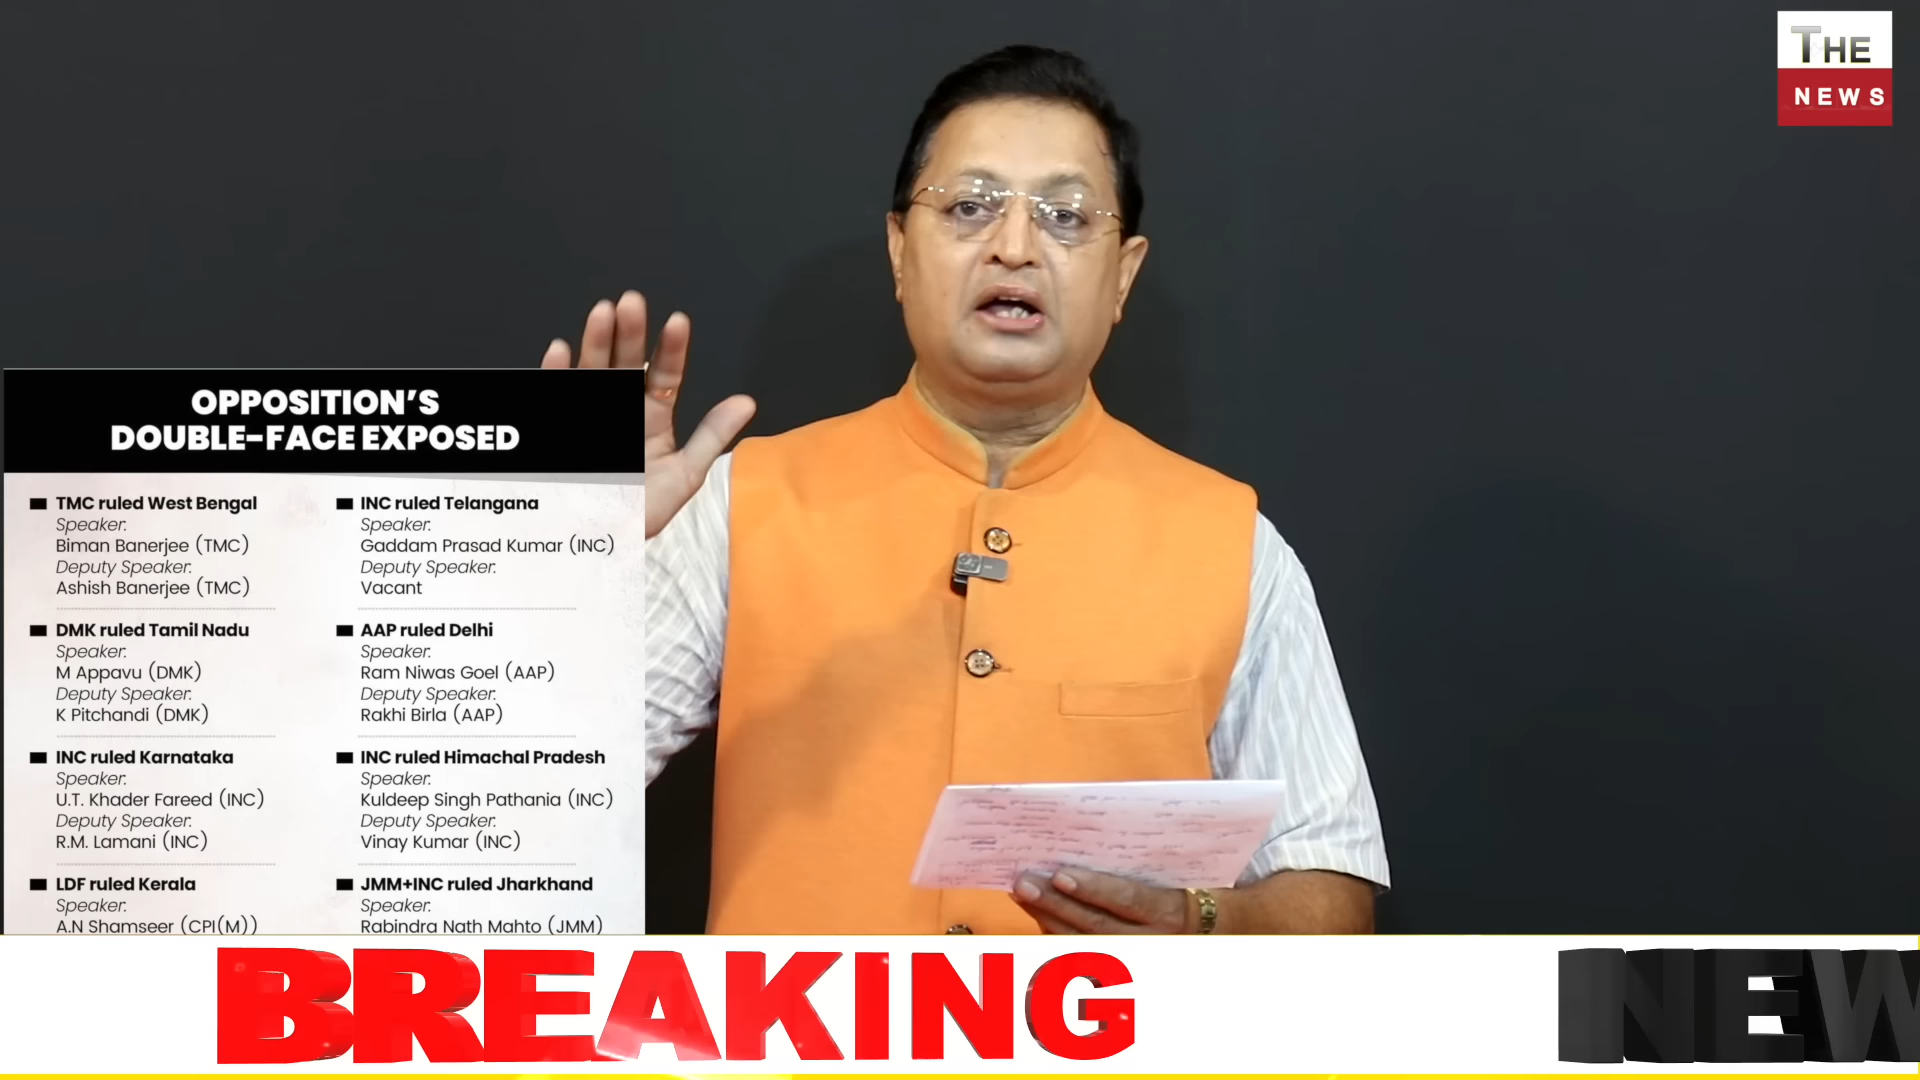 THE
NEWS
OPPOSITION'S
DOUBLE-FACE EXPOSED
TMC ruled West Bengal
Speaker:
Biman Banerjee (TMC)
Deputy Speaker:
Ashish Banerjee (TMC)
DMK ruled Tamil Nadu
Speaker:
M Appavu (DMK)
Deputy Speaker:
K Pitchandi (DMK)
INC ruled Karnataka
Speaker:
U.T. Khader Fareed (INC)
Deputy Speaker:
R.M. Lamani (INC)
LDF ruled Kerala
Speaker:
A.N Shamseer (CPI(M))
INC ruled Telangana
Speaker:
Gaddam Prasad Kumar (INC)
Deputy Speaker:
Vacant
AAP ruled Delhi
Speaker:
Ram Niwas Goel (AAP)
Deputy Speaker:
Rakhi Birla (AAP)
INC ruled Himachal Pradesh
Speaker:
Kuldeep Singh Pathania (INC)
Deputy Speaker:
Vinay Kumar (INC)
JMM+INC ruled Jharkhand
Speaker:
Rabindra Nath Mahto (JMM)
BREAKING NEW